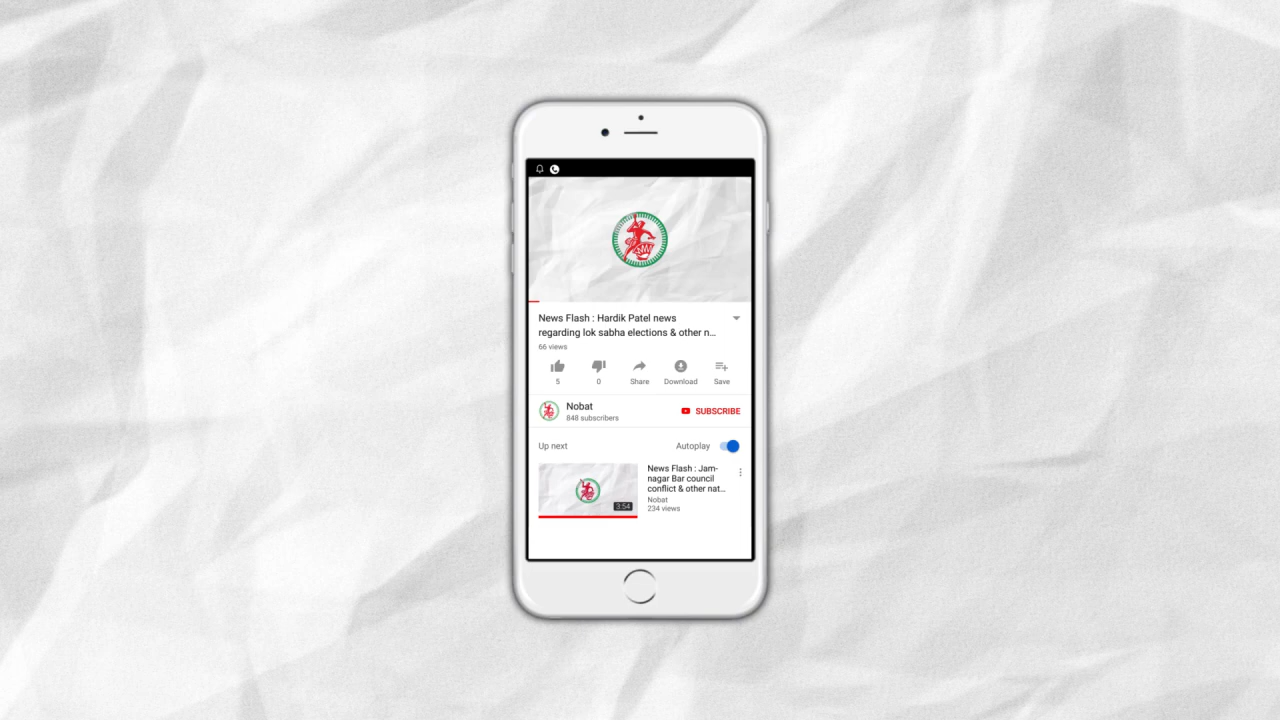 News Flash : Hardik Patel news
regarding lok sabha elections & other n...
66 views
5
0
Share
Download
Save
Nobat
848 subscribers
SUBSCRIBE
Up next
Autoplay
News Flash : Jam-
nagar Bar council
conflict & other nat...
Nobat
234 views
3:54